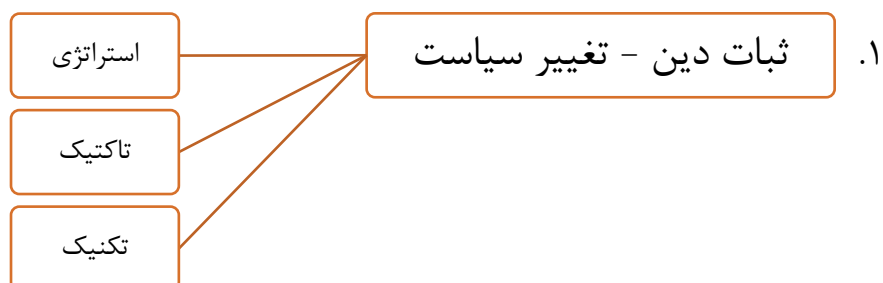 ۱. ثبات دین - تغییر سیاست
استراتژی
تاکتیک
تکنیک